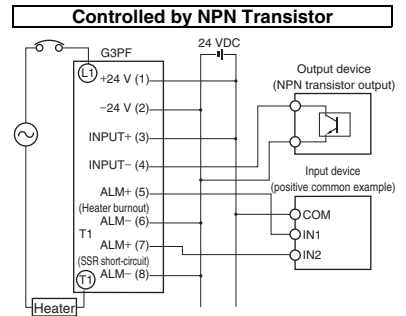 Controlled by NPN Transistor
24 VDC
G3PF
L1
+24 V (1)
−24 V (2)
INPUT+ (3)
INPUT− (4)
ALM+ (5)
(Heater burnout)
ALM− (6)
T1
ALM+ (7)
(SSR short-circuit)
T1
ALM− (8)
Heater
Output device
(NPN transistor output)
Input device
(positive common example)
COM
IN1
IN2